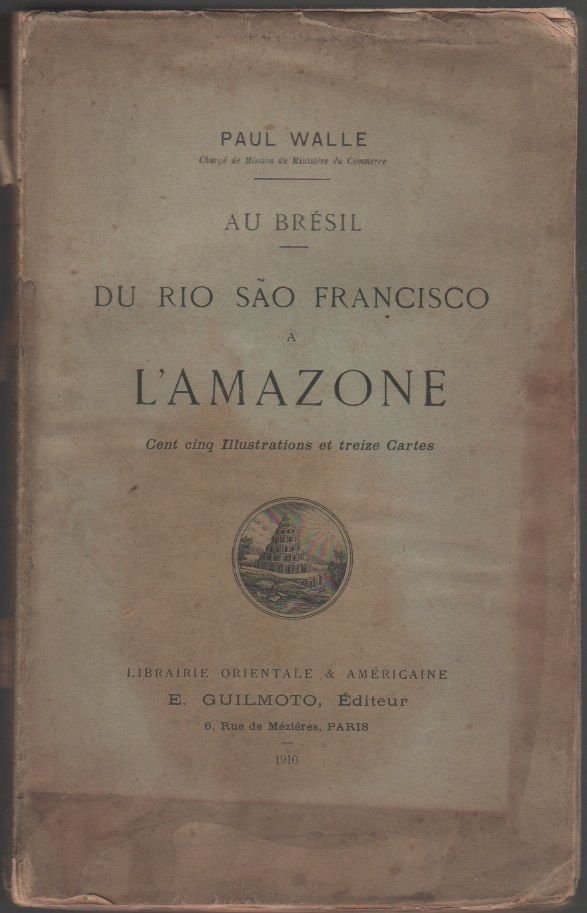 PAUL WALLE
Chargé de Mission du Ministère du Commerce
AU BRÉSIL
DU RIO SÃO FRANCISCO
À
L'AMAZONE
Cent cinq Illustrations et treize Cartes
LIBRAIRIE ORIENTALE & AMÉRICAINE
E. GUILMOTO, Éditeur
6, Rue de Mézières, PARIS
1910